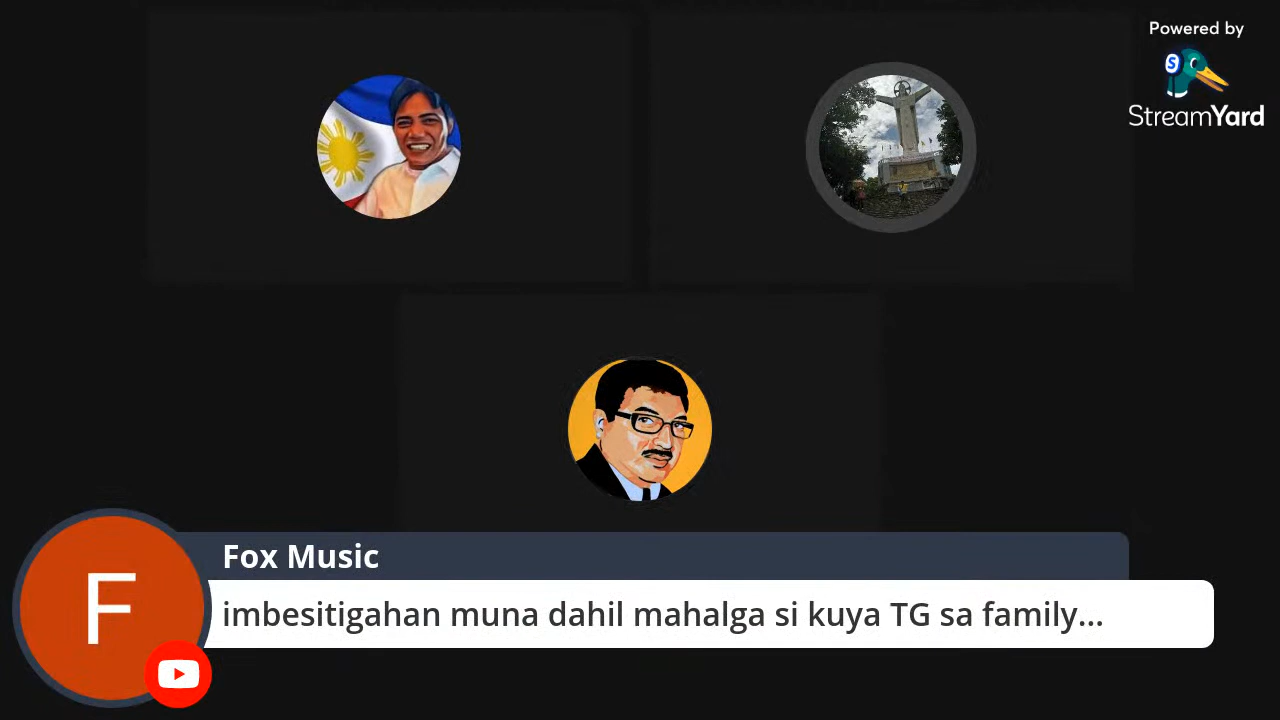 Powered by
StreamYard
F
Fox Music
imbesitigahan muna dahil mahalga si kuya TG sa family...